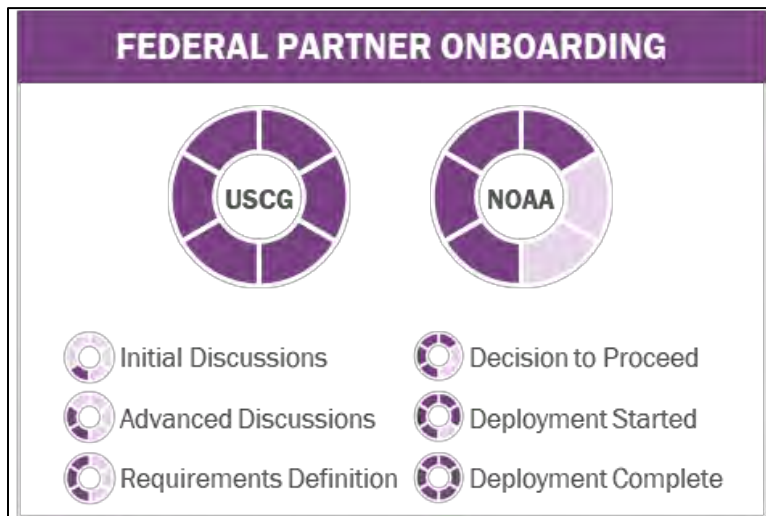 FEDERAL PARTNER ONBOARDING
USCG
NOAA
Initial Discussions
Advanced Discussions
Requirements Definition
Decision to Proceed
Deployment Started
Deployment Complete